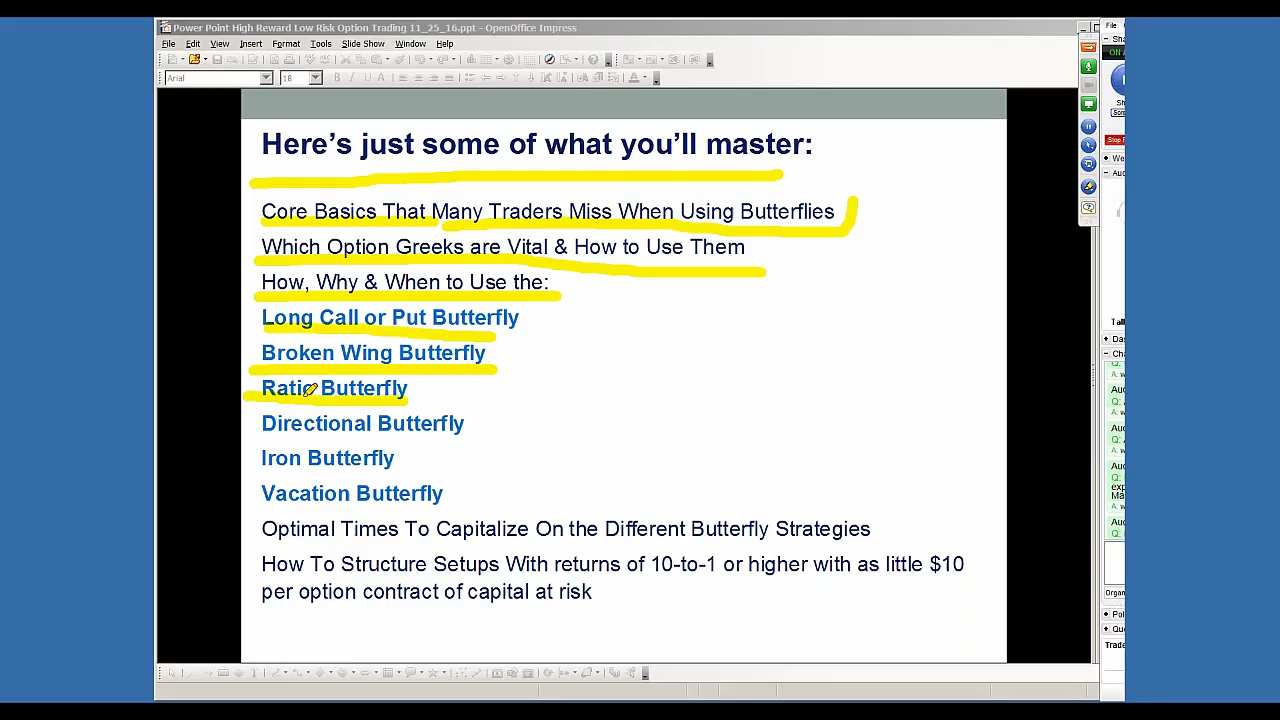 Power Point High Reward Low Risk Option Trading 11_25_16.ppt - OpenOffice Impress
File Edit View Insert Format Tools Slide Show Window Help
File
Arial 18
Here's just some of what you'll master:
Core Basics That Many Traders Miss When Using Butterflies
Which Option Greeks are Vital & How to Use Them
How, Why & When to Use the:
Long Call or Put Butterfly
Broken Wing Butterfly
Ratio Butterfly
Directional Butterfly
Iron Butterfly
Vacation Butterfly
Optimal Times To Capitalize On the Different Butterfly Strategies
How To Structure Setups With returns of 10-to-1 or higher with as little $10
per option contract of capital at risk